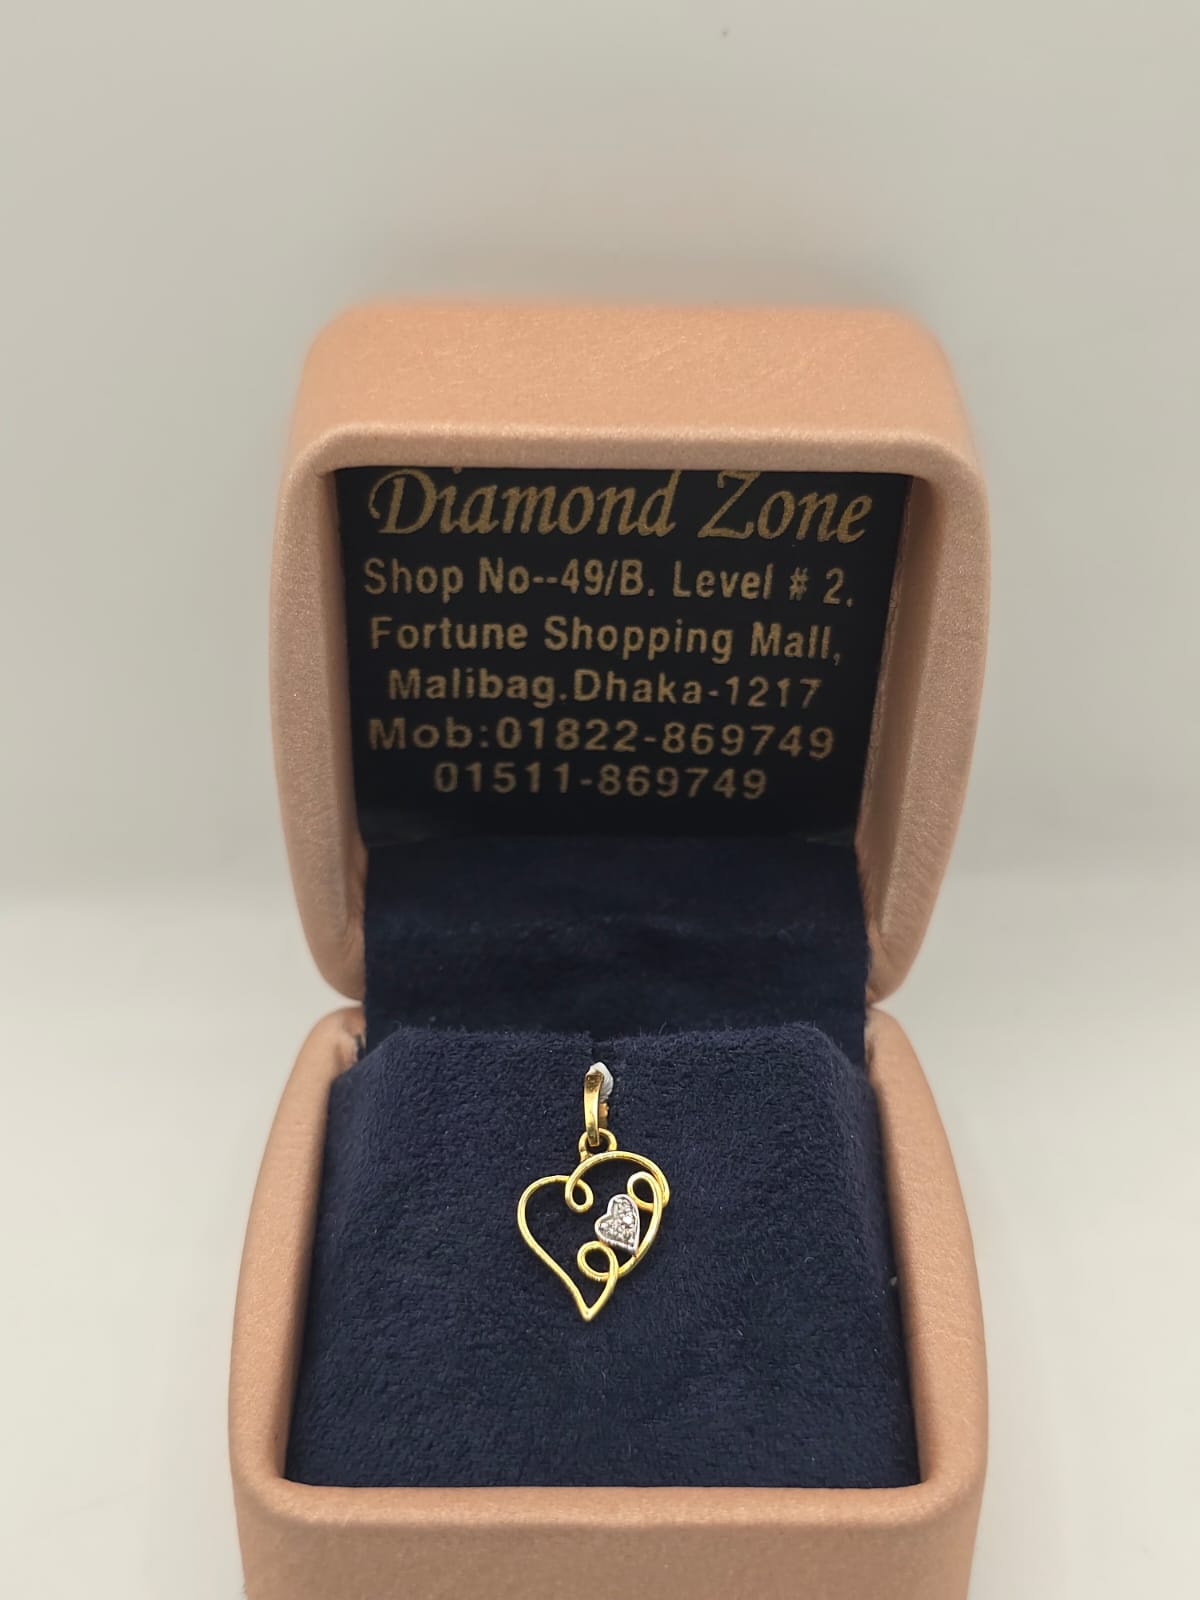 Diamond Zone
Shop No--49/B. Level # 2.
Fortune Shopping Mall,
Malibag.Dhaka-1217
Mob:01822-869749
01511-869749